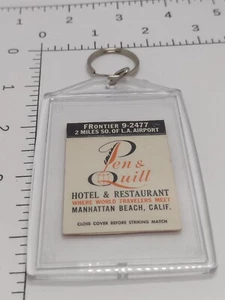 FRONTIER 9-2477
2 MILES SO. OF L.A. AIRPORT
Pen &
Quill
HOTEL & RESTAURANT
WHERE WORLD TRAVELERS MEET
MANHATTAN BEACH, CALIF.
CLOSE COVER BEFORE STRIKING MATCH